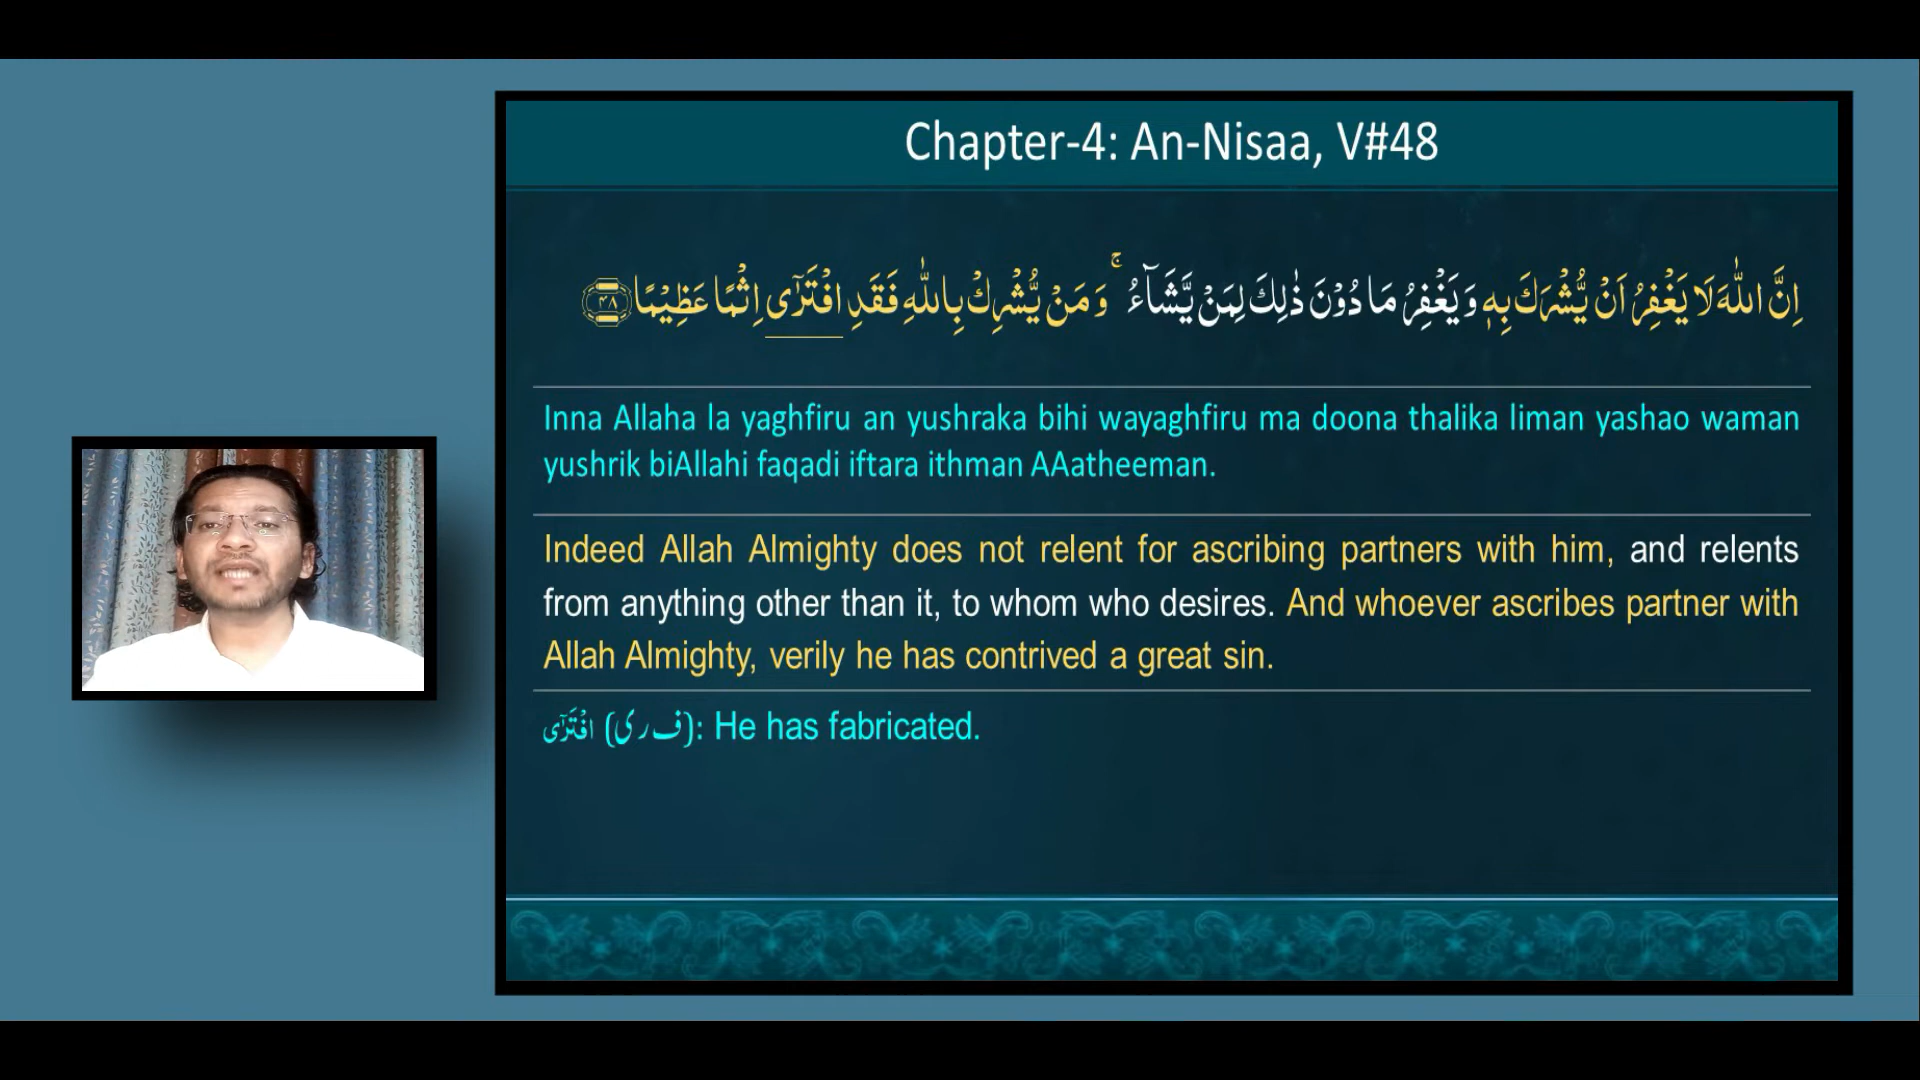 Chapter-4: An-Nisaa, V#48
اِنَّ اللّٰهَ لَا يَغْفِرُ اَنْ يُّشْرَكَ بِهٖ وَيَغْفِرُ مَا دُوْنَ ذٰلِكَ لِمَنْ يَّشَآءُ ۚ وَمَنْ يُّشْرِكْ بِاللّٰهِ فَقَدِ افْتَرٰٓى اِثْمًا عَظِيْمًا ۴۸
Inna Allaha la yaghfiru an yushraka bihi wayaghfiru ma doona thalika liman yashao waman
yushrik biAllahi faqadi iftara ithman AAatheeman.
Indeed Allah Almighty does not relent for ascribing partners with him, and relents
from anything other than it, to whom who desires. And whoever ascribes partner with
Allah Almighty, verily he has contrived a great sin.
افْتَرٰٓى (ف ر ی): He has fabricated.